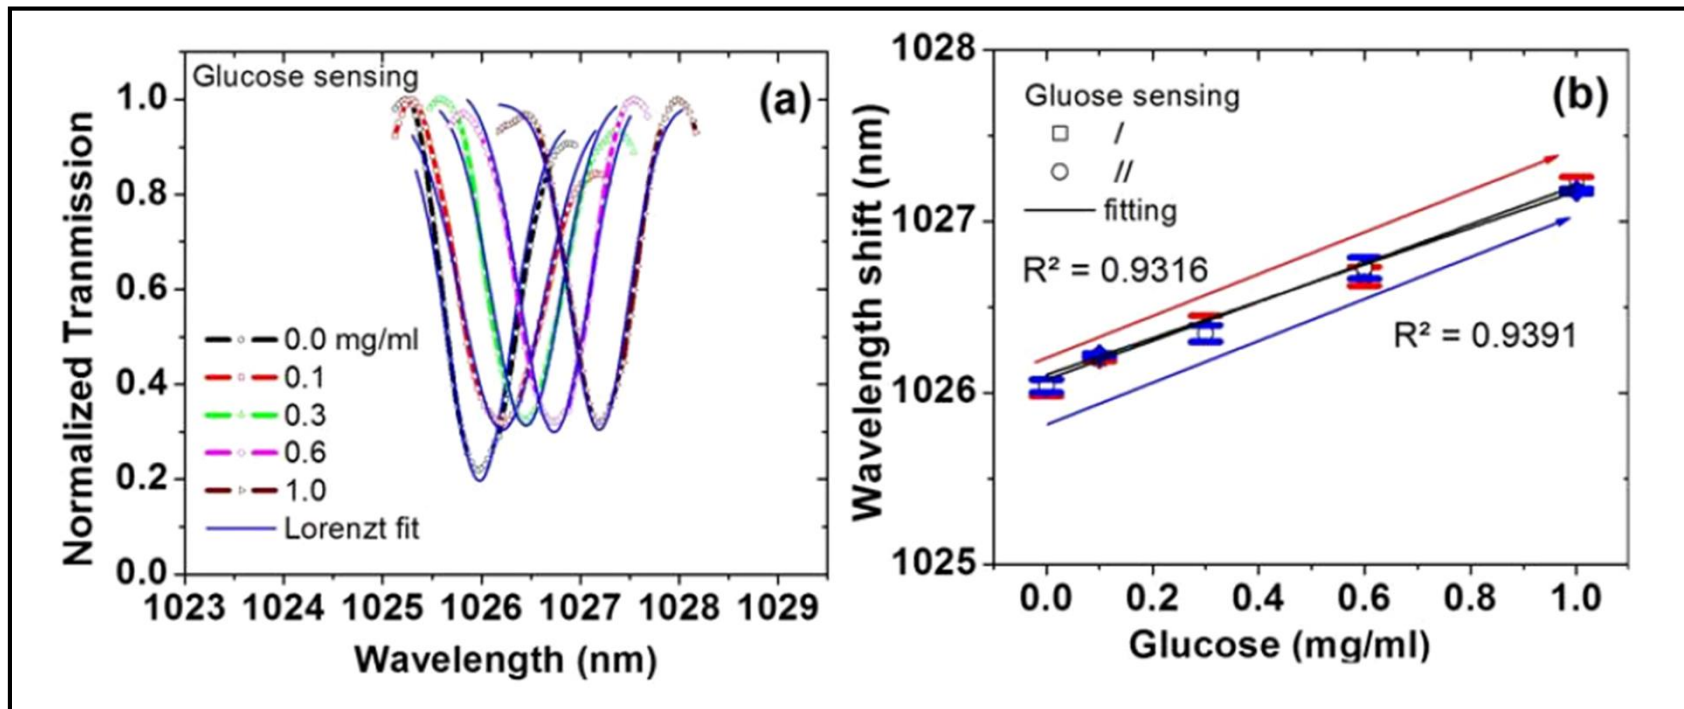 Glucose sensing
(a)
1.0
0.8
0.6
0.4
0.2
0.0
Normalized Tranmission
0.0 mg/ml
0.1
0.3
0.6
1.0
Lorenzt fit
1023 1024 1025 1026 1027 1028 1029
Wavelength (nm)
1028
1027
1026
1025
Wavelength shift (nm)
(b)
Gluose sensing
/
//
fitting
R² = 0.9316
R² = 0.9391
0.0 0.2 0.4 0.6 0.8 1.0
Glucose (mg/ml)